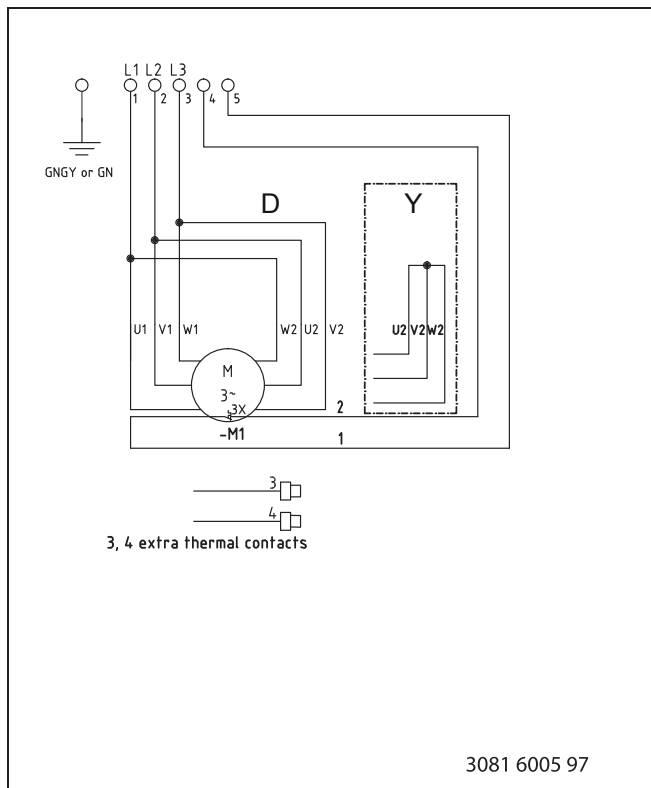 L1 L2 L3
1 2 3 4 5
GNGY or GN
D Y
U1 V1 W1 W2 U2 V2 U2 V2 W2
M
3~
3X
2
-M1
1
3
4
3, 4 extra thermal contacts
3081 6005 97